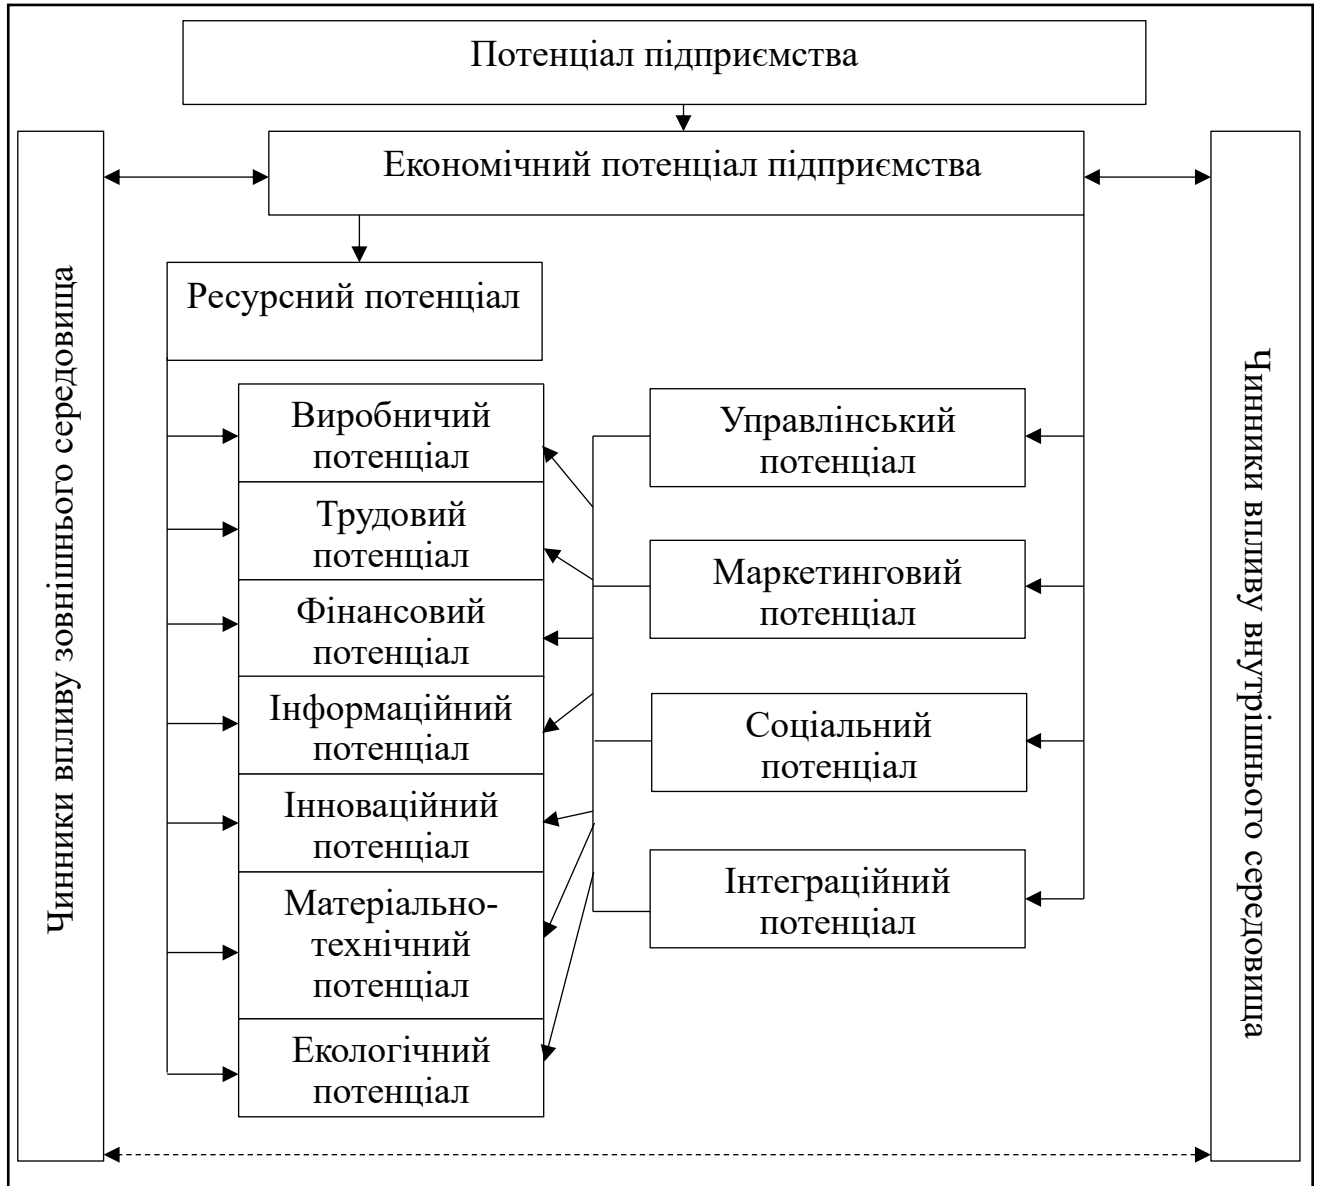 Потенціал підприємства
Економічний потенціал підприємства
Чинники впливу зовнішнього середовища
Ресурсний потенціал
Виробничий
потенціал
Трудовий
потенціал
Фінансовий
потенціал
Інформаційний
потенціал
Інноваційний
потенціал
Матеріально-
технічний
потенціал
Екологічний
потенціал
Управлінський
потенціал
Маркетинговий
потенціал
Соціальний
потенціал
Інтеграційний
потенціал
Чинники впливу внутрішнього середовища